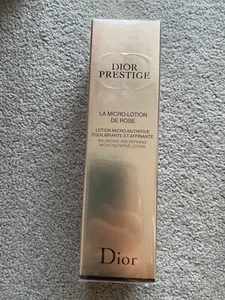 DIOR
PRESTIGE
LA MICRO-LOTION
DE ROSE
LOTION MICRO-NUTRITIVE
ÉQUILIBRANTE ET AFFINANTE
BALANCING AND REFINING
MICRO-NUTRITIVE LOTION
Dior